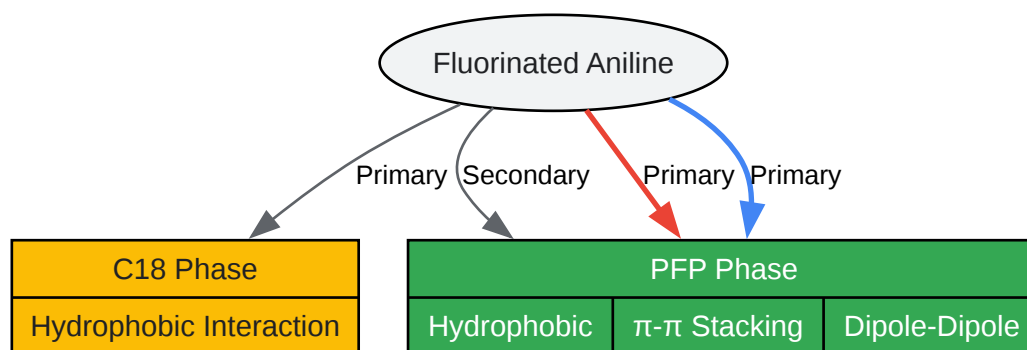 Fluorinated Aniline
Primary Secondary Primary Primary
C18 Phase
PFP Phase
Hydrophobic Interaction
Hydrophobic π-π Stacking Dipole-Dipole